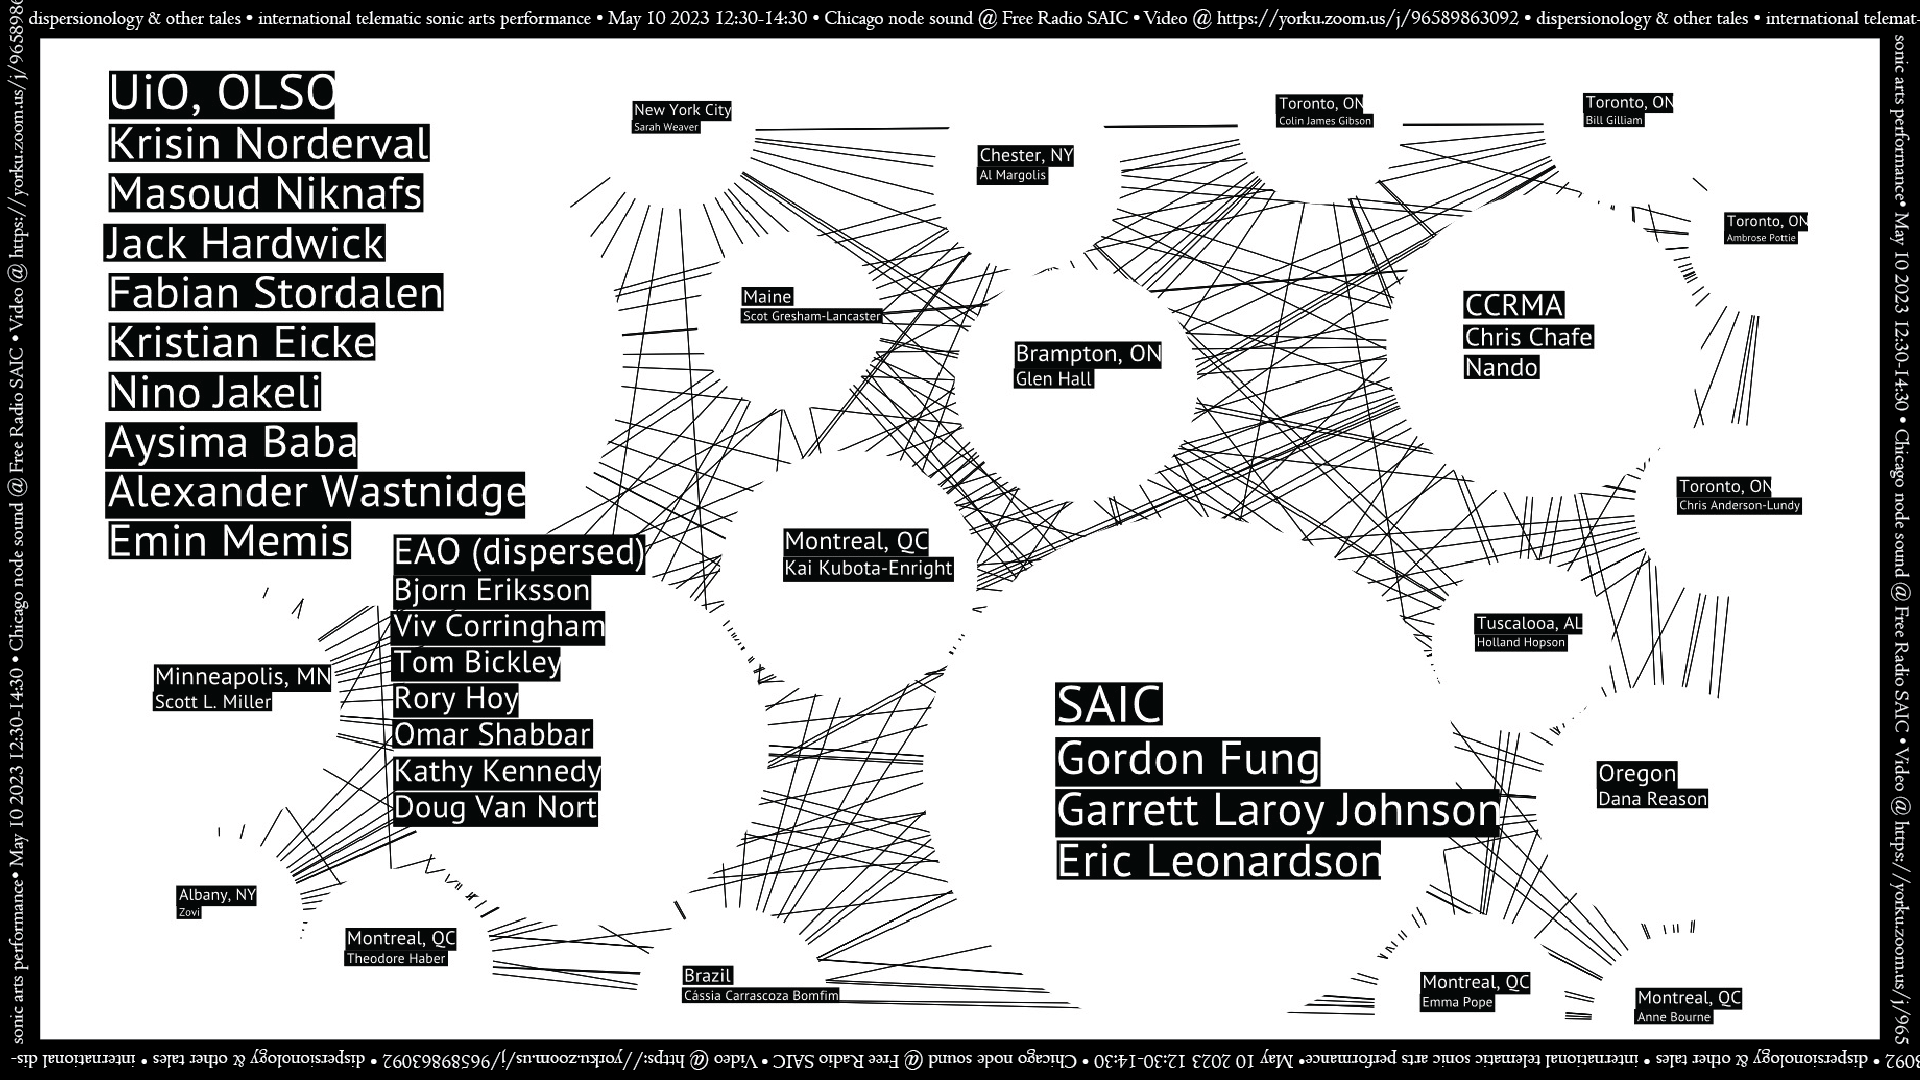 dispersionology & other tales • international telematic sonic arts performance • May 10 2023 12:30-14:30 • Chicago node sound @ Free Radio SAIC • Video @ https://yorku.zoom.us/j/96589863092 • dispersionology & other tales • international telemat-
sonic arts performance• May 10 2023 12:30-14:30 • Chicago node sound @ Free Radio SAIC • Video @ https://yorku.zoom.us/j/965
UiO, OLSO
Krisin Norderval
Masoud Niknafs
Jack Hardwick
Fabian Stordalen
Kristian Eicke
Nino Jakeli
Aysima Baba
Alexander Wastnidge
Emin Memis
New York City
Sarah Weaver
Chester, NY
Al Margolis
Toronto, ON
Colin James Gibson
Toronto, ON
Bill Gilliam
Toronto, ON
Ambrose Pottie
Maine
Scot Gresham-Lancaster
Brampton, ON
Glen Hall
CCRMA
Chris Chafe
Nando
Toronto, ON
Chris Anderson-Lundy
Montreal, QC
Kai Kubota-Enright
EAO (dispersed)
Bjorn Eriksson
Viv Corringham
Tom Bickley
Rory Hoy
Omar Shabbar
Kathy Kennedy
Doug Van Nort
Minneapolis, MN
Scott L. Miller
Tuscalooa, AL
Holland Hopson
SAIC
Gordon Fung
Garrett Laroy Johnson
Eric Leonardson
Oregon
Dana Reason
Albany, NY
Zovi
Montreal, QC
Theodore Haber
Brazil
Cássia Carrascoza Bomfim
Montreal, QC
Emma Pope
Montreal, QC
Anne Bourne
sonic arts performance• May 10 2023 12:30-14:30 • Chicago node sound @ Free Radio SAIC • Video @ https://yorku.zoom.us/j/9658986
3092 • dispersionology & other tales • international telematic sonic arts performance• May 10 2023 12:30-14:30 • Chicago node sound @ Free Radio SAIC • Video @ https://yorku.zoom.us/j/96589863092 • dispersionology & other tales • international dis-